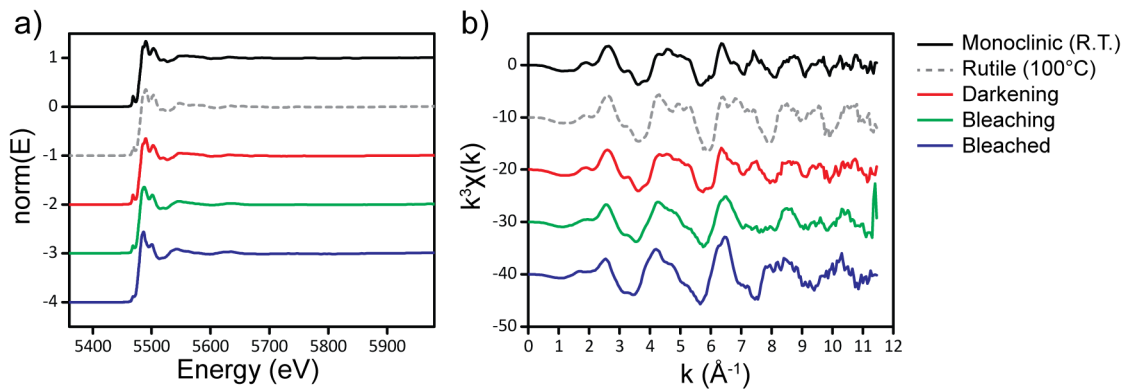 a)
norm(E)
1
0
-1
-2
-3
-4
5400
5500
5600
5700
5800
5900
Energy (eV)
b)
k³χ(k)
0
-10
-20
-30
-40
-50
0 1 2 3 4 5 6 7 8 9 10 11 12
k (Å⁻¹)
Monoclinic (R.T.)
Rutile (100°C)
Darkening
Bleaching
Bleached